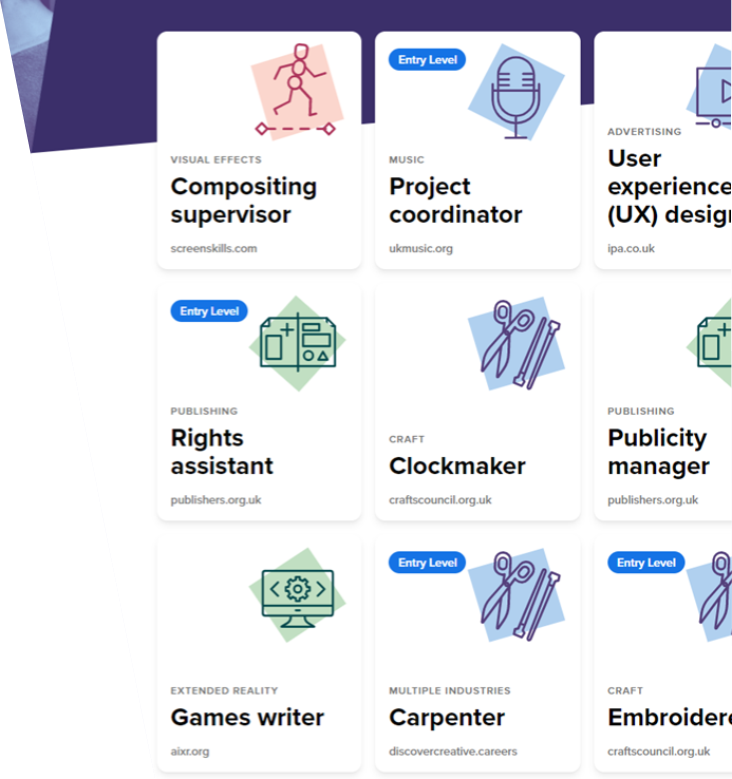 VISUAL EFFECTS
Compositing
supervisor
screenskills.com
Entry Level
MUSIC
Project
coordinator
ukmusic.org
ADVERTISING
User
experience
(UX) desig
ipa.co.uk
Entry Level
PUBLISHING
Rights
assistant
publishers.org.uk
CRAFT
Clockmaker
craftscouncil.org.uk
PUBLISHING
Publicity
manager
publishers.org.uk
EXTENDED REALITY
Games writer
aixr.org
Entry Level
MULTIPLE INDUSTRIES
Carpenter
discovercreative.careers
Entry Level
CRAFT
Embroidere
craftscouncil.org.uk